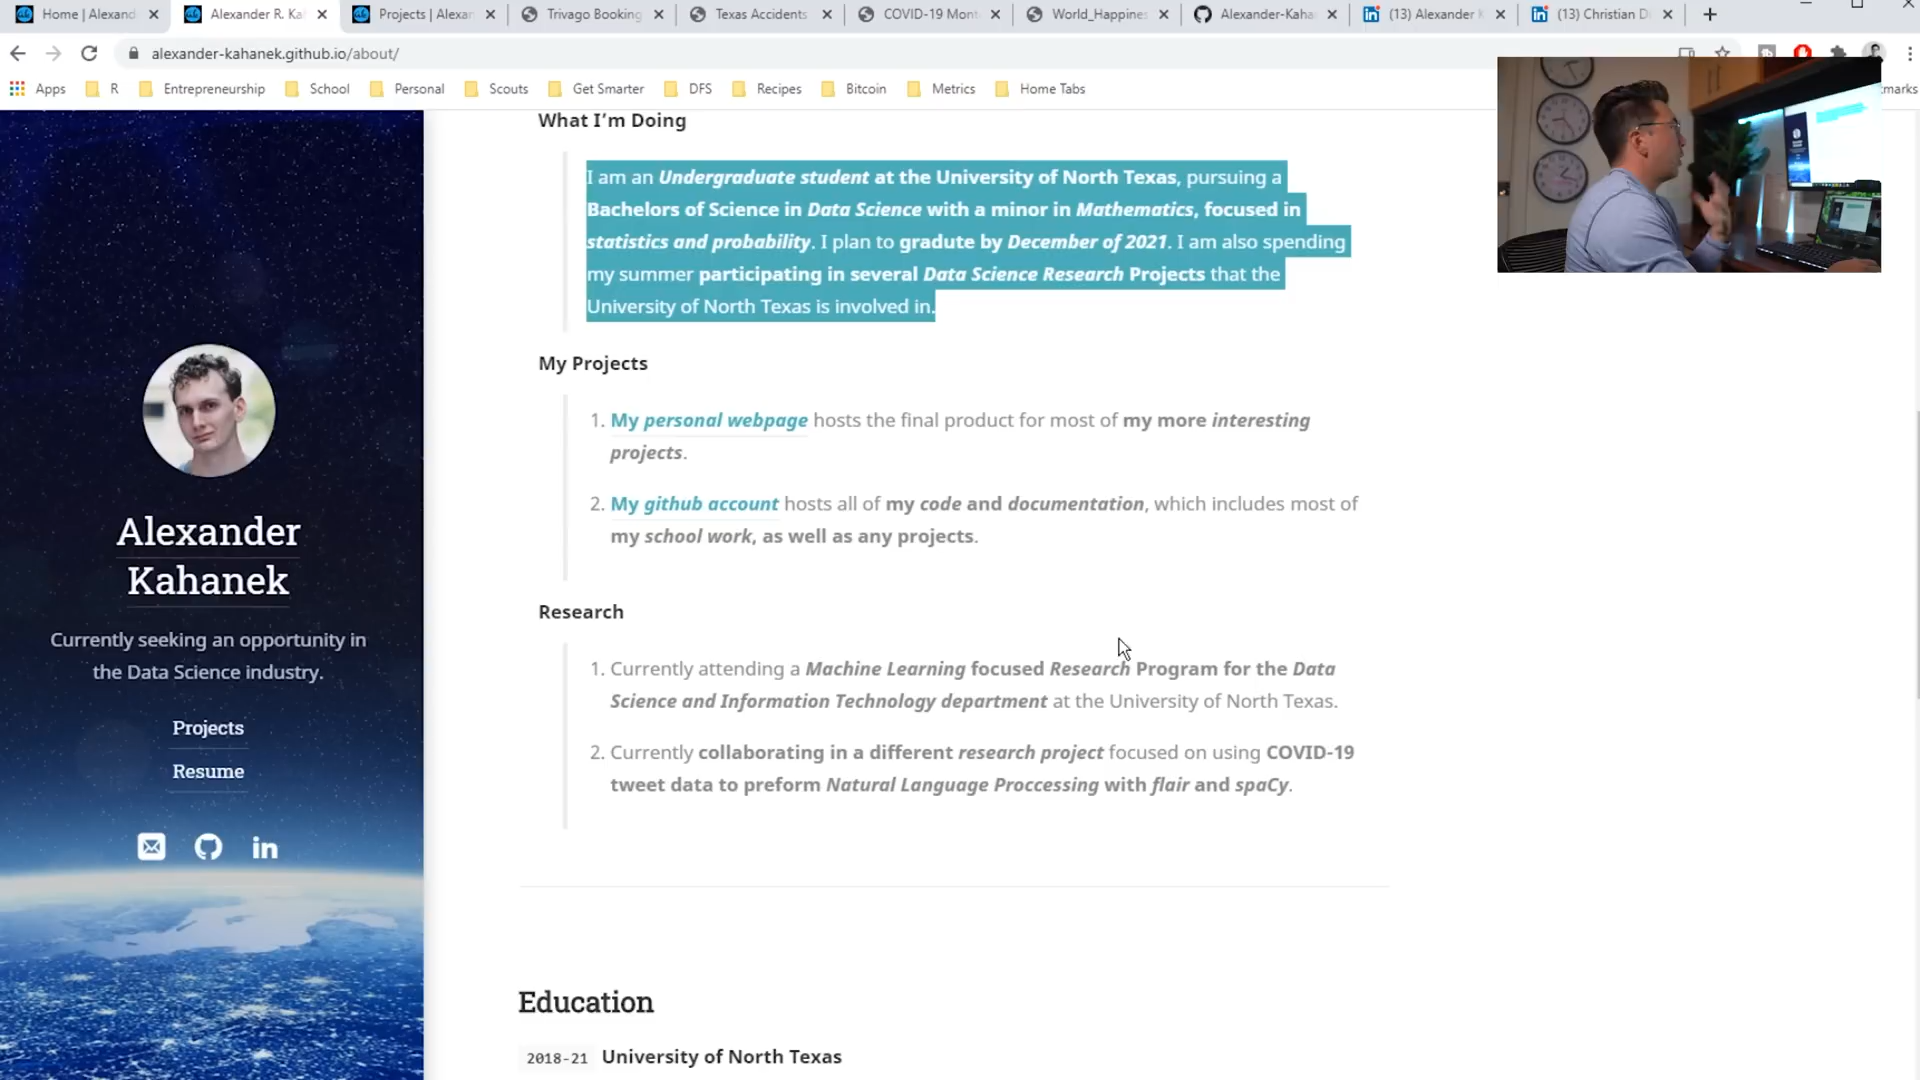 Home | Alexand
Alexander R. Ka
Projects | Alexan
Trivago Booking
Texas Accidents
COVID-19 Mont
World_Happines
Alexander-Kaha
(13) Alexander
(13) Christian D
alexander-kahanek.github.io/about/
Apps
R
Entrepreneurship
School
Personal
Scouts
Get Smarter
DFS
Recipes
Bitcoin
Metrics
Home Tabs
marks
What I'm Doing
I am an Undergraduate student at the University of North Texas, pursuing a
Bachelors of Science in Data Science with a minor in Mathematics, focused in
statistics and probability. I plan to gradute by December of 2021. I am also spending
my summer participating in several Data Science Research Projects that the
University of North Texas is involved in.
My Projects
1. My personal webpage hosts the final product for most of my more interesting
projects.
2. My github account hosts all of my code and documentation, which includes most of
my school work, as well as any projects.
Research
1. Currently attending a Machine Learning focused Research Program for the Data
Science and Information Technology department at the University of North Texas.
2. Currently collaborating in a different research project focused on using COVID-19
tweet data to preform Natural Language Proccessing with flair and spaCy.
Education
2018-21 University of North Texas
Alexander
Kahanek
Currently seeking an opportunity in
the Data Science industry.
Projects
Resume
in